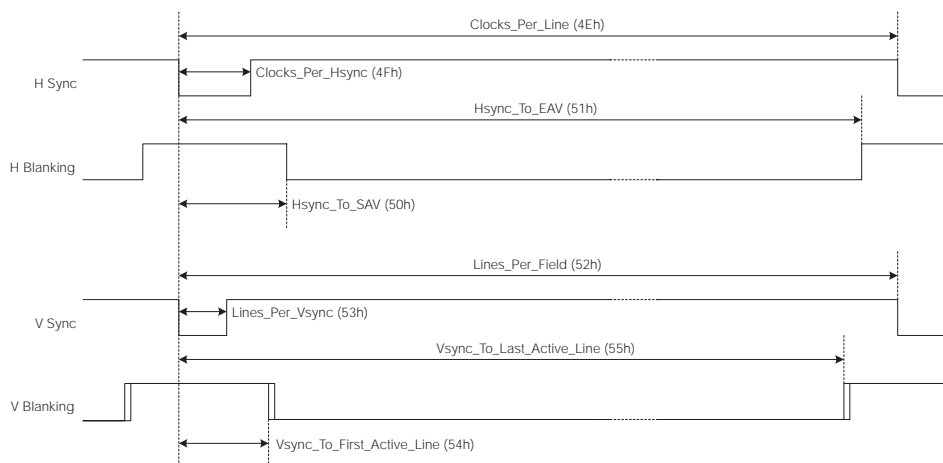 Clocks_Per_Line (4Eh)
H Sync
Clocks_Per_Hsync (4Fh)
Hsync_To_EAV (51h)
H Blanking
Hsync_To_SAV (50h)
Lines_Per_Field (52h)
V Sync
Lines_Per_Vsync (53h)
Vsync_To_Last_Active_Line (55h)
V Blanking
Vsync_To_First_Active_Line (54h)